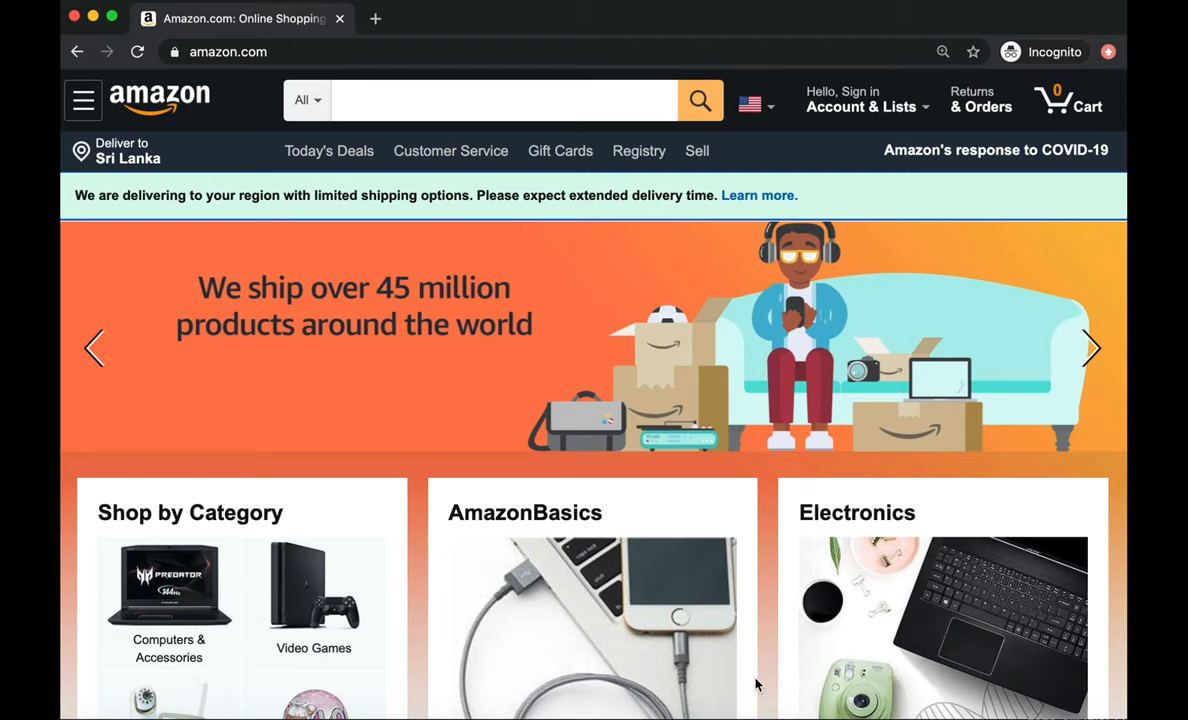 Amazon.com: Online Shopping
amazon.com
Incognito
amazon
All
Hello, Sign in
Account & Lists
Returns
& Orders
0
Cart
Deliver to
Sri Lanka
Today's Deals
Customer Service
Gift Cards
Registry
Sell
Amazon's response to COVID-19
We are delivering to your region with limited shipping options. Please expect extended delivery time. Learn more.
We ship over 45 million
products around the world
Shop by Category
AmazonBasics
Electronics
PREDATOR
144Hz
Computers &
Accessories
Video Games